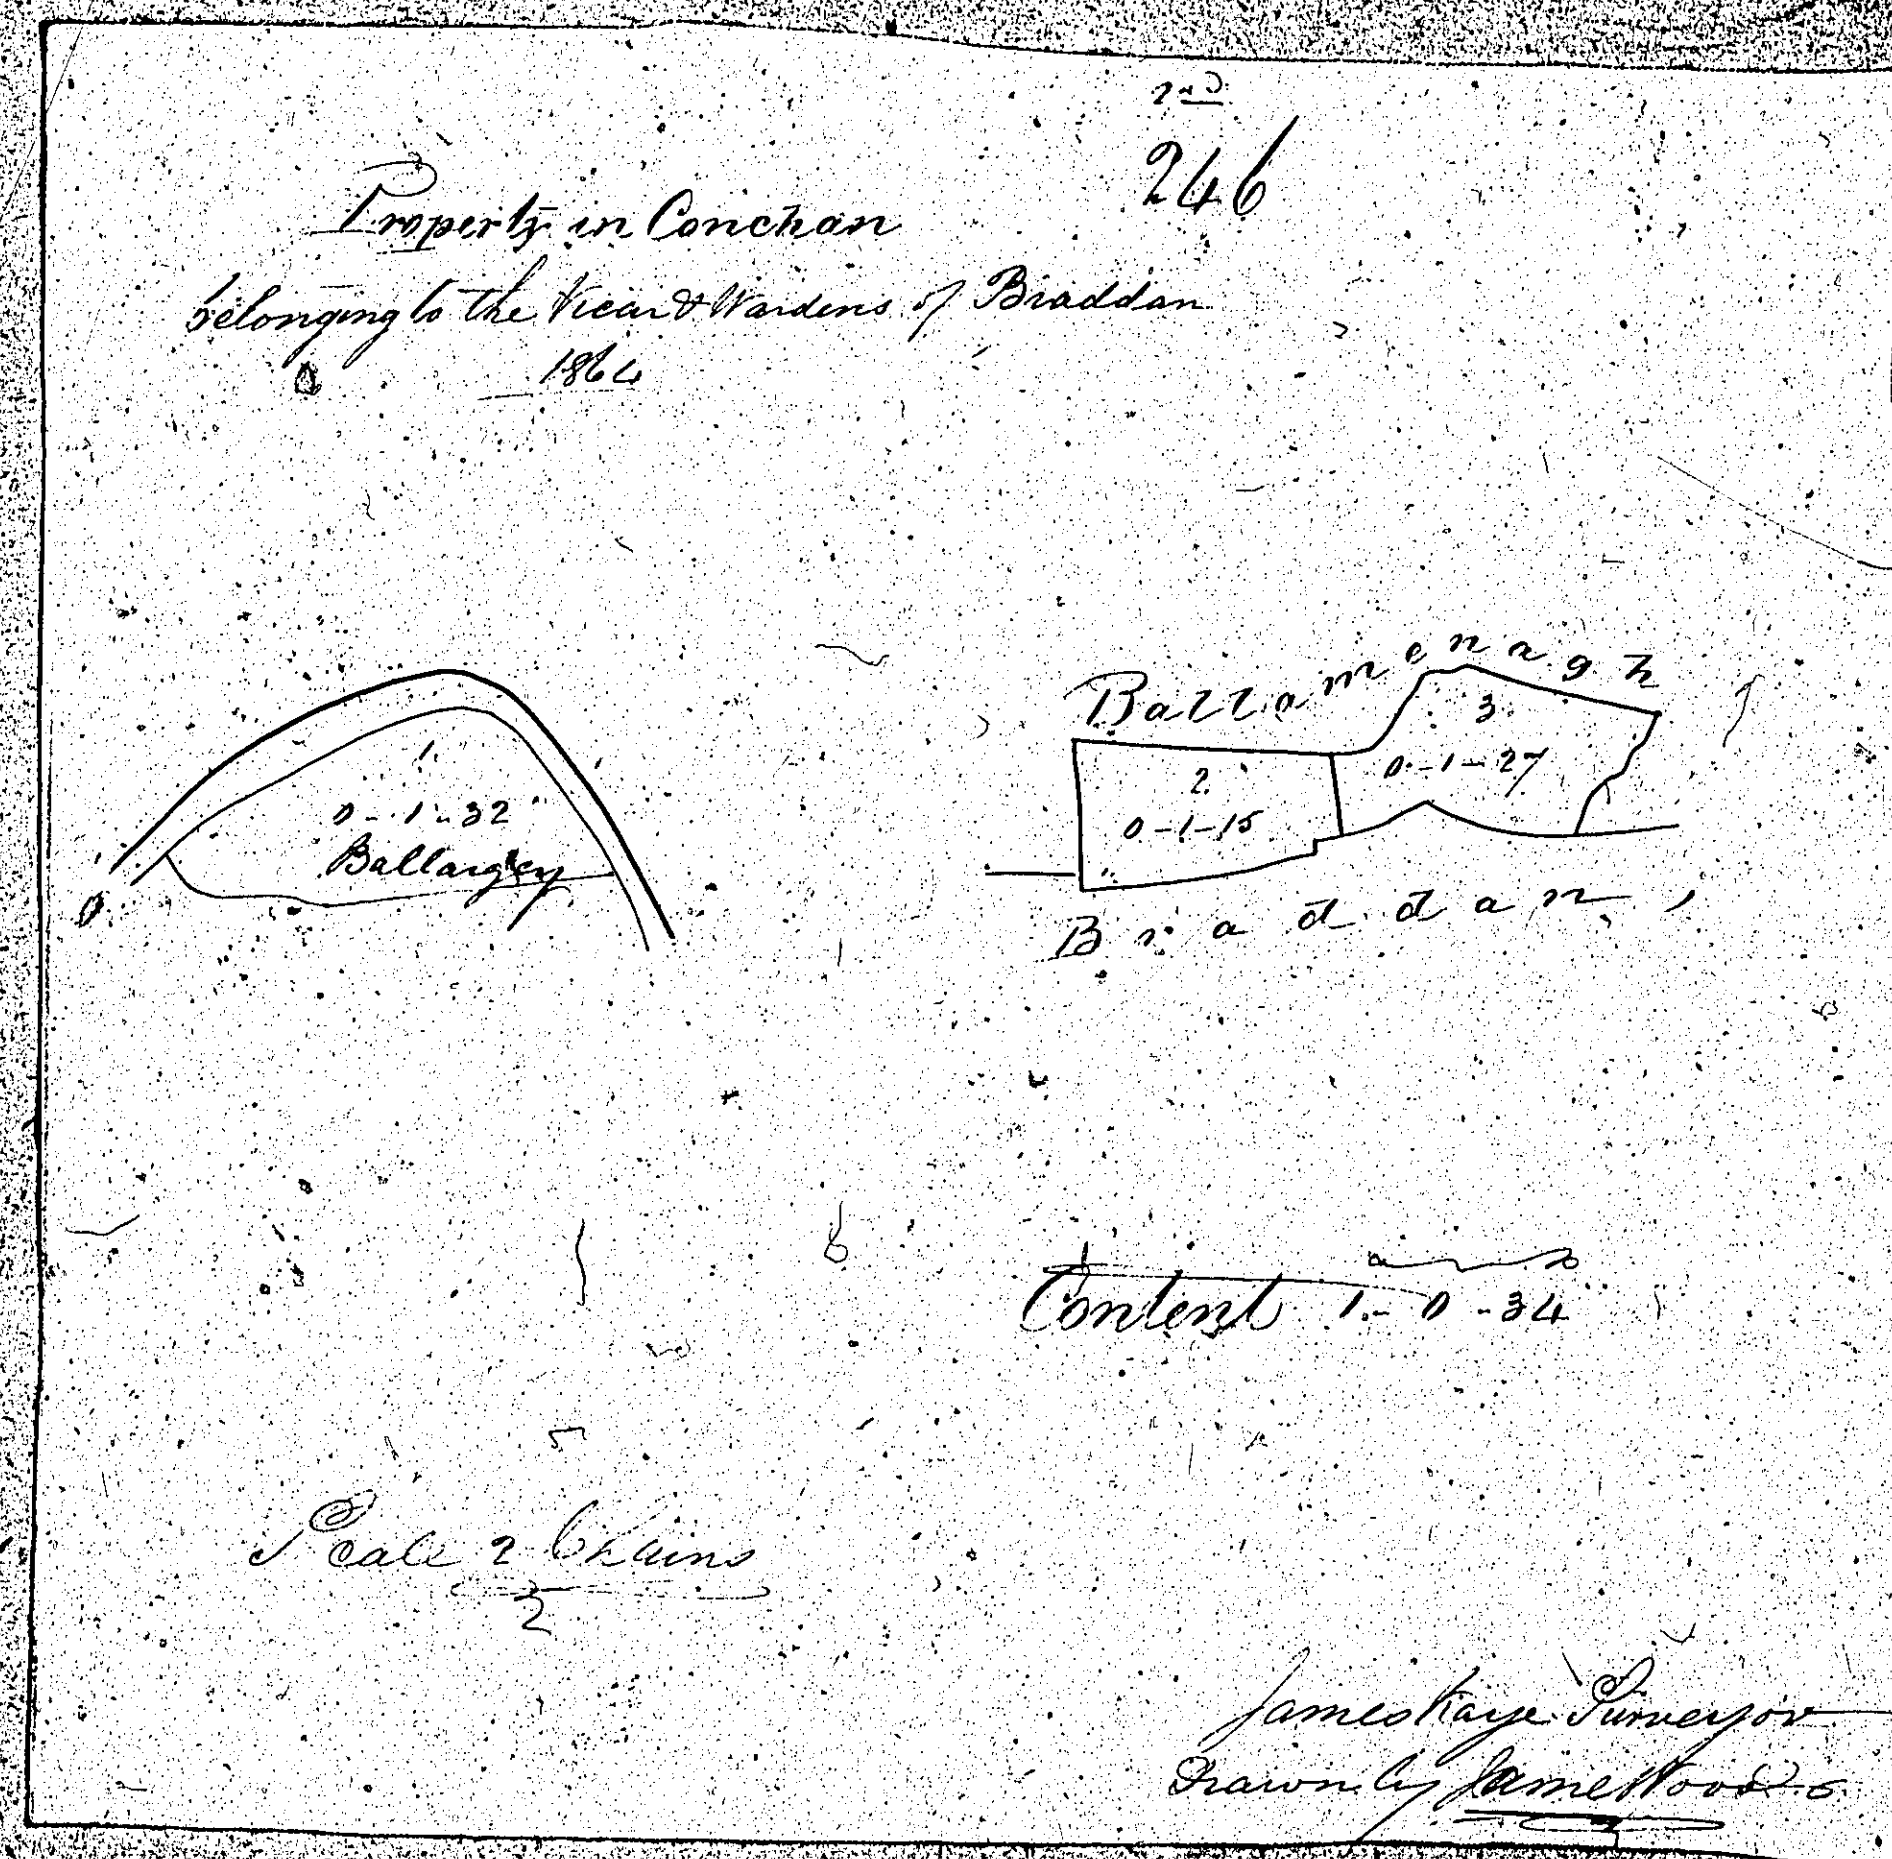 2nd
246
Property in Conchan
belonging to the Vicar & Wardens of Braddan
1864
1.
0-1-32
Ballargey
Ballamenagh
2.
0-1-15
3.
0-1-27
Braddan
a r p
Content 1-0-34
Scale 2 Chains
James Kaye Surveyor
Drawn by James Wood